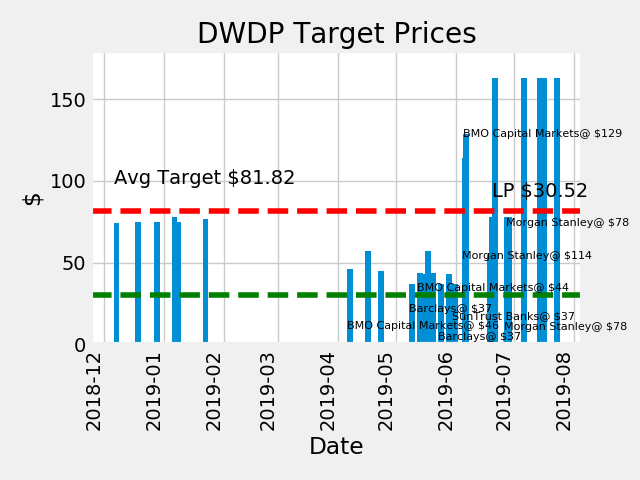 DWDP Target Prices
150
100
50
0
$
BMO Capital Markets@ $129
Avg Target $81.82
LP $30.52
Morgan Stanley@ $78
Morgan Stanley@ $114
BMO Capital Markets@ $44
Barclays@ $37
SunTrust Banks@ $37
BMO Capital Markets@ $46
Morgan Stanley@ $78
Barclays@ $37
2018-12
2019-01
2019-02
2019-03
2019-04
2019-05
2019-06
2019-07
2019-08
Date